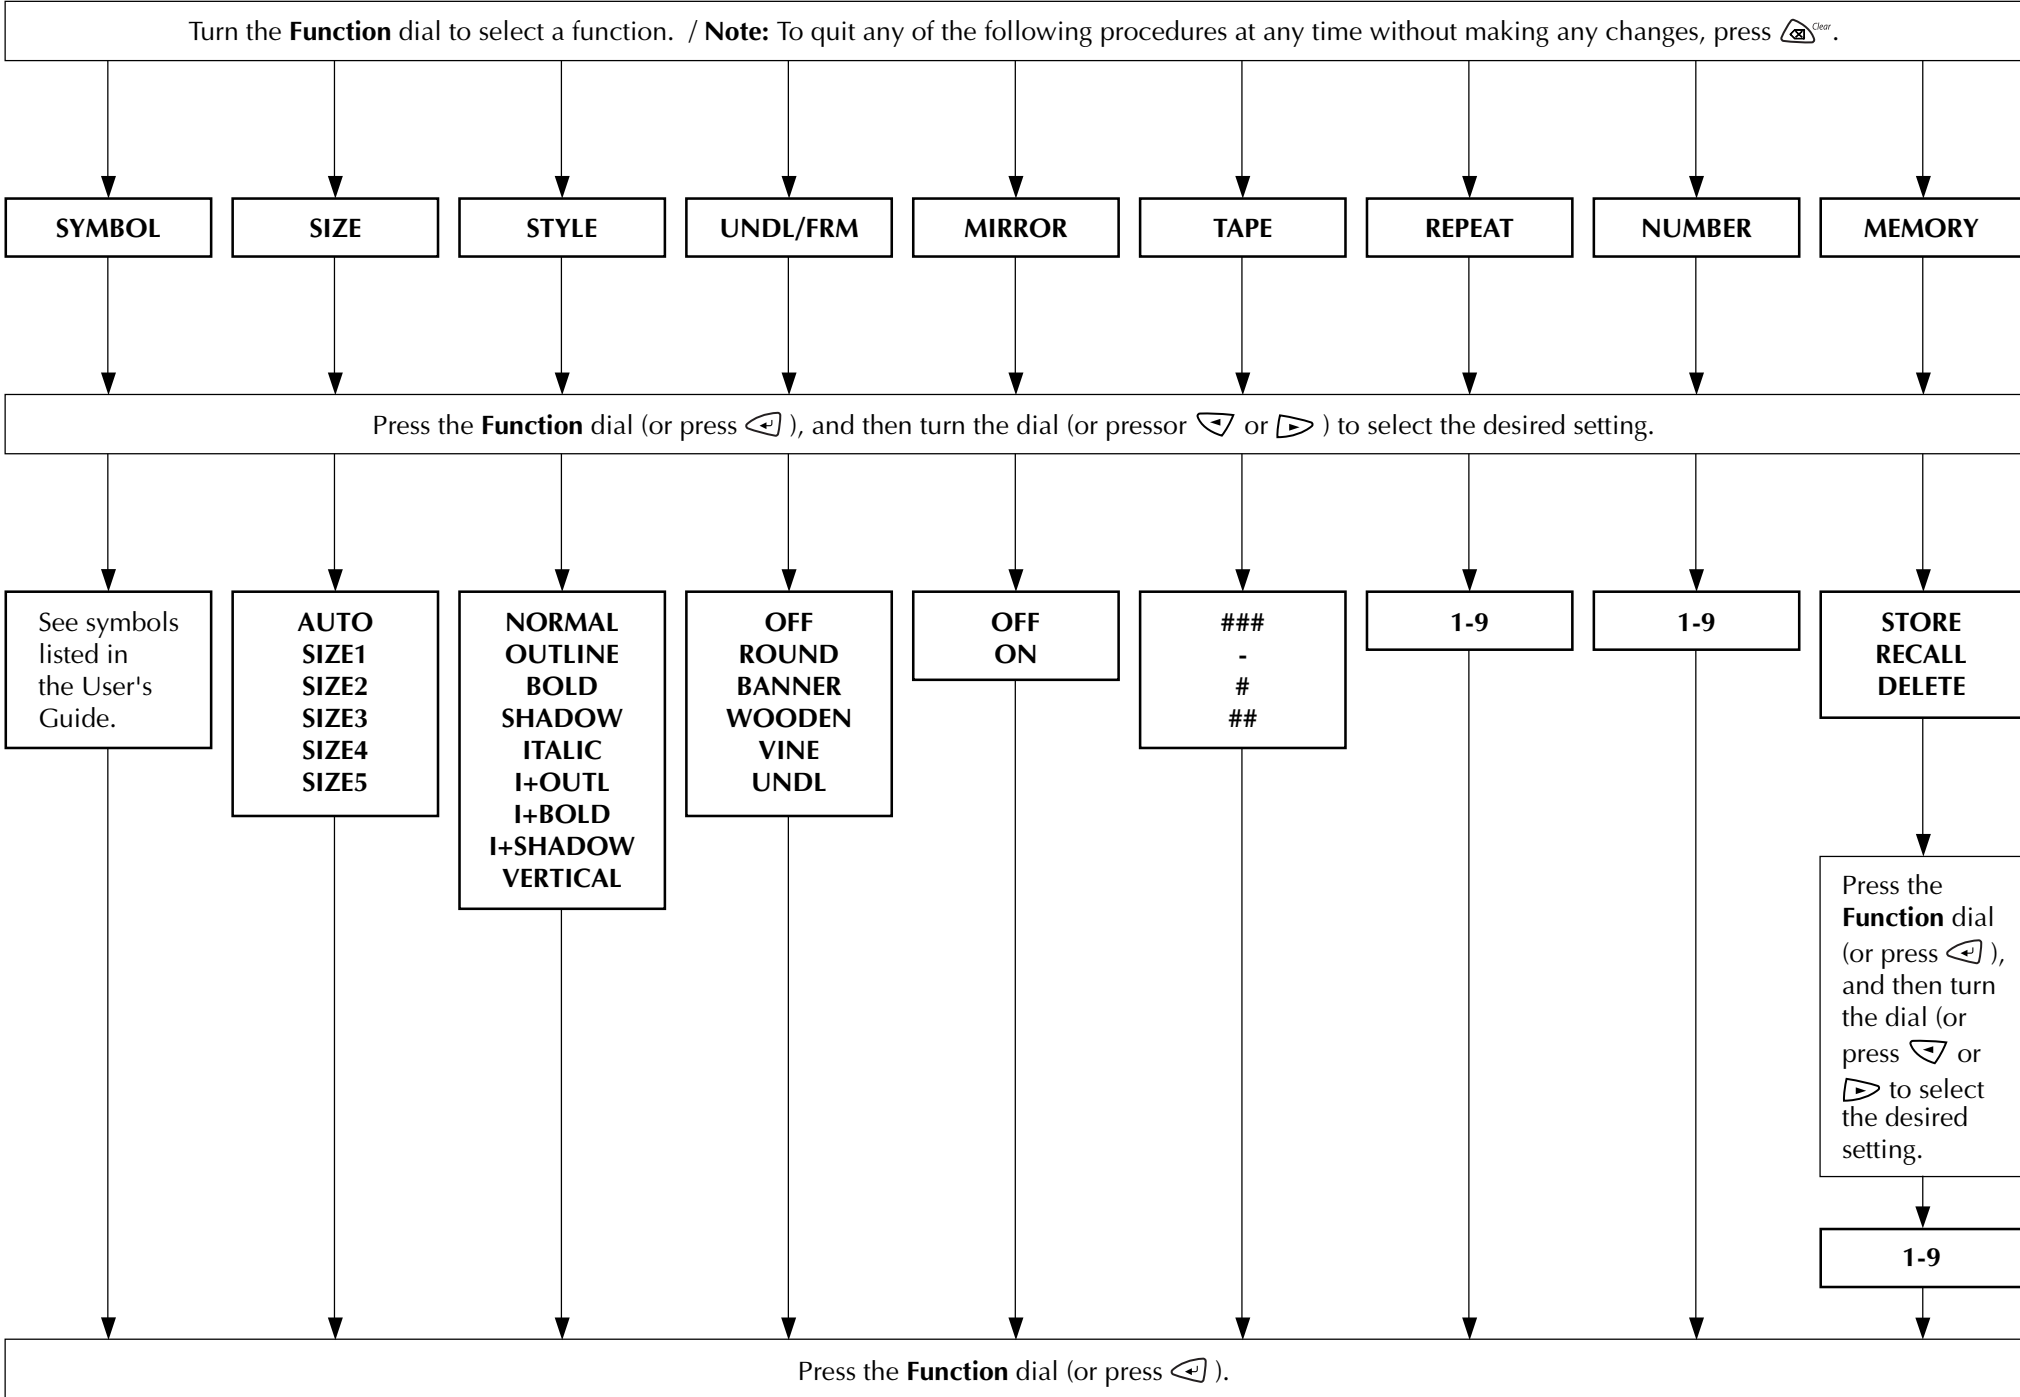 Turn the Function dial to select a function. / Note: To quit any of the following procedures at any time without making any changes, press Clear.
SYMBOL
SIZE
STYLE
UNDL/FRM
MIRROR
TAPE
REPEAT
NUMBER
MEMORY
Press the Function dial (or press ), and then turn the dial (or pressor or ) to select the desired setting.
See symbols
listed in
the User's
Guide.
AUTO
SIZE1
SIZE2
SIZE3
SIZE4
SIZE5
NORMAL
OUTLINE
BOLD
SHADOW
ITALIC
I+OUTL
I+BOLD
I+SHADOW
VERTICAL
OFF
ROUND
BANNER
WOODEN
VINE
UNDL
OFF
ON
###
-
#
##
1-9
1-9
STORE
RECALL
DELETE
Press the
Function dial
(or press ),
and then turn
the dial (or
press or
to select
the desired
setting.
1-9
Press the Function dial (or press ).